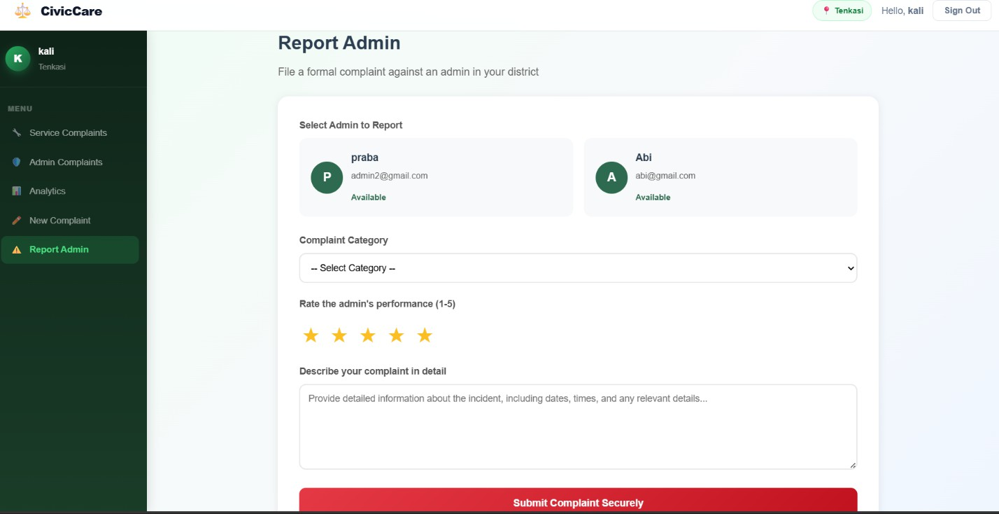 CivicCare
Tenkasi
Hello, kali
Sign Out
K
kali
Tenkasi
MENU
Service Complaints
Admin Complaints
Analytics
New Complaint
Report Admin
Report Admin
File a formal complaint against an admin in your district
Select Admin to Report
P
praba
admin2@gmail.com
Available
A
Abi
abi@gmail.com
Available
Complaint Category
-- Select Category --
Rate the admin's performance (1-5)
Describe your complaint in detail
Provide detailed information about the incident, including dates, times, and any relevant details...
Submit Complaint Securely